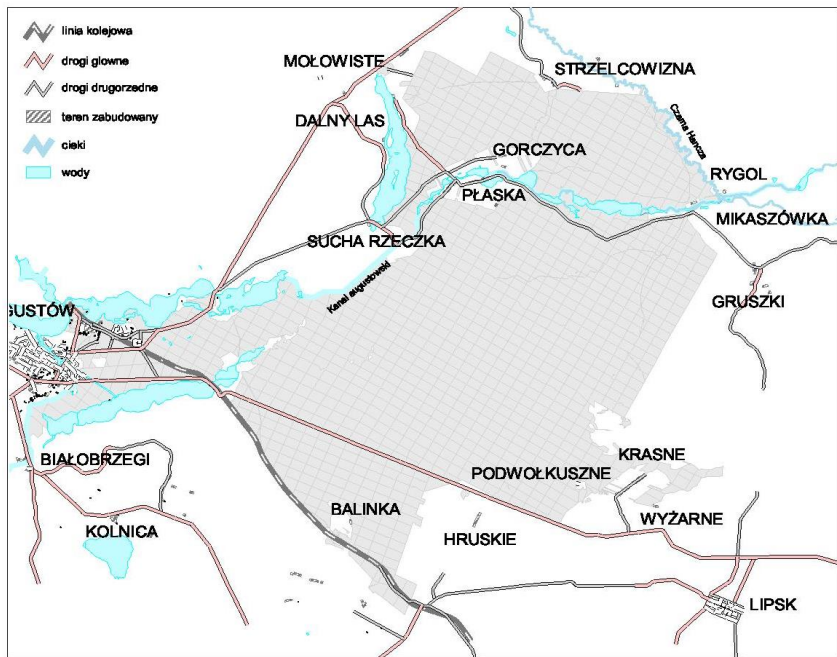 linia kolejowa
drogi glowne
drogi drugorzedne
teren zabudowany
cieki
wody
MOŁOWISTE
STRZELCOWIZNA
DALNY LAS
Czarna Hańcza
GORCZYCA
RYGOL
PŁASKA
MIKASZÓWKA
SUCHA RZECZKA
Kanał augustowski
GRUSZKI
GUSTÓW
BIAŁOBRZEGI
KRASNE
PODWOŁKUSZNE
BALINKA
WYŻARNE
KOLNICA
HRUSKIE
LIPSK